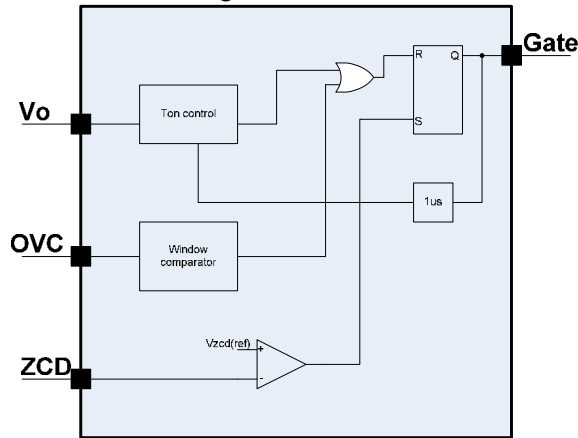 Gate
R
Q
Vo
Ton control
S
1us
OVC
Window
comparator
Vzcd(ref)
+
-
ZCD